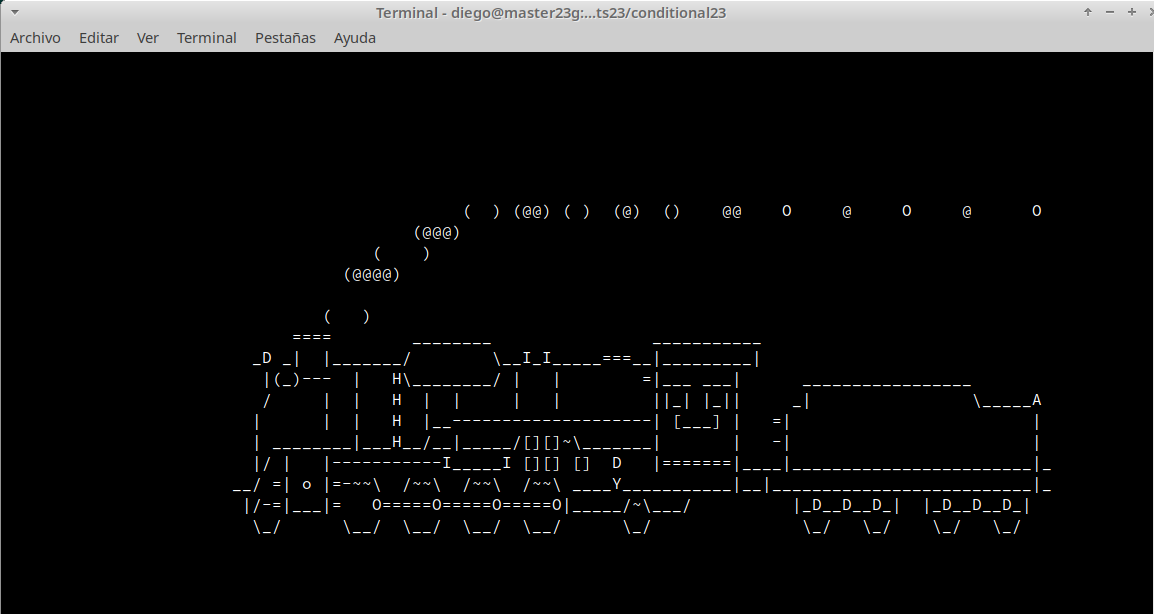 Terminal - diego@master23g:...ts23/conditional23
Archivo Editar Ver Terminal Pestañas Ayuda
                       (  ) (@@) ( )  (@)  ()    @@    O     @     O     @      O
                  (@@@)
              (    )
           (@@@@)

         (   )
      ====        ________                ___________
  _D _|  |_______/        \__I_I_____===__|_________|
   |(_)---  |   H\________/ |   |        =|___ ___|      _________________
   /     |  |   H  |  |     |   |         ||_| |_||     _|                \_____A
  |      |  |   H  |__--------------------| [___] |   =|                        |
  | ________|___H__/__|_____/[][]~\_______|       |   -|                        |
  |/ |   |-----------I_____I [][] []  D   |=======|____|________________________|_
__/ =| o |=-~~\  /~~\  /~~\  /~~\ ____Y___________|__|__________________________|_
 |/-=|___|=   O=====O=====O=====O|_____/~\___/          |_D__D__D_|  |_D__D__D_|
  \_/      \__/  \__/  \__/  \__/      \_/               \_/   \_/    \_/   \_/